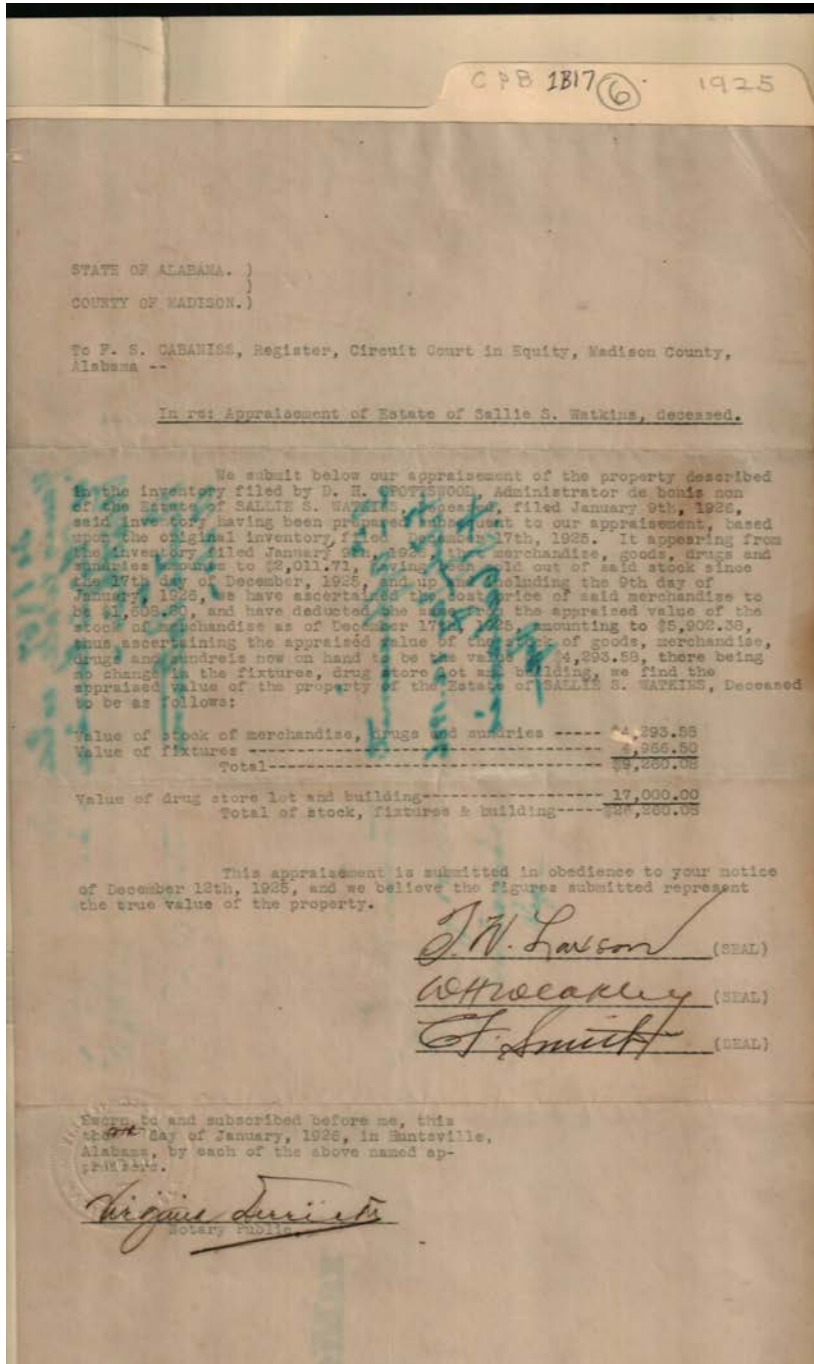 CPB 1B17 6 1925
STATE OF ALABAMA. )
)
COUNTY OF MADISON.)
To F. S. CABANISS, Register, Circuit Court in Equity, Madison County,
Alabama --
In re: Appraisement of Estate of Sallie S. Watkins, deceased.
We submit below our appraisement of the property described
in the inventory filed by D. H. SPOTTSWOOD, Administrator de bonis non
of the Estate of SALLIE S. WATKINS, Deceased, filed January 9th, 1926,
said inventory having been prepared subsequent to our appraisement, based
upon the original inventory filed December 17th, 1925. It appearing from
the inventory filed January 9th, 1926, that merchandise, goods, drugs and
sundries amounted to $2,011.71, having been sold out of said stock since
the 17th day of December, 1925, and up and including the 9th day of
January, 1926, we have ascertained the cost price of said merchandise to
be $1,608.80, and have deducted the same from the appraised value of the
stock of merchandise as of December 17th, 1925, amounting to $5,902.38,
thus ascertaining the appraised value of the stock of goods, merchandise,
drugs and sundreis now on hand to be the value $4,293.58, there being
no change in the fixtures, drug store lot and building, we find the
appraised value of the property of the Estate of SALLIE S. WATKINS, Deceased
to be as follows:
Value of stock of merchandise, drugs and sundries ----- $4,293.58
Value of fixtures ------------------------------------- 4,966.50
Total---------------------------------- $9,260.08
Value of drug store lot and building------------------- 17,000.00
Total of stock, fixtures & building-----$26,260.08
This appraisement is submitted in obedience to your notice
of December 12th, 1925, and we believe the figures submitted represent
the true value of the property.
T. W. Laxson (SEAL)
W H Weakley (SEAL)
C F. Smith (SEAL)
Sworn to and subscribed before me, this
the day of January, 1926, in Huntsville,
Alabama, by each of the above named ap-
praisers.
Virginia
Notary Public.